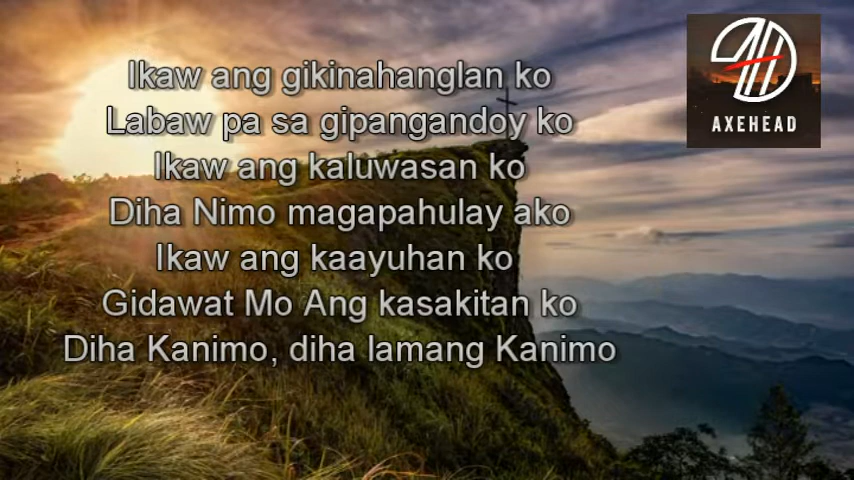 Ikaw ang gikinahanglan ko
Labaw pa sa gipangandoy ko
Ikaw ang kaluwasan ko
Diha Nimo magapahulay ako
Ikaw ang kaayuhan ko
Gidawat Mo Ang kasakitan ko
Diha Kanimo, diha lamang Kanimo
AXEHEAD